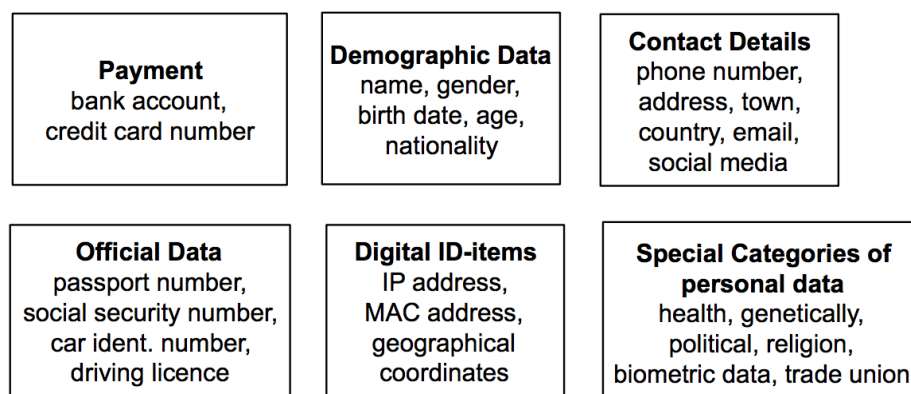 Payment
bank account,
credit card number
Demographic Data
name, gender,
birth date, age,
nationality
Contact Details
phone number,
address, town,
country, email,
social media
Official Data
passport number,
social security number,
car ident. number,
driving licence
Digital ID-items
IP address,
MAC address,
geographical
coordinates
Special Categories of
personal data
health, genetically,
political, religion,
biometric data, trade union